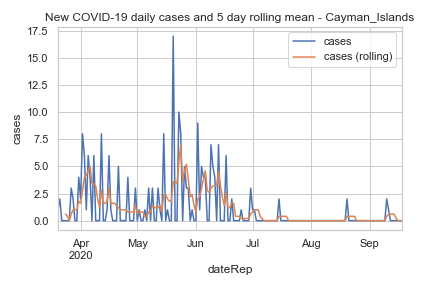 New COVID-19 daily cases and 5 day rolling mean - Cayman_Islands
17.5
15.0
12.5
10.0
7.5
5.0
2.5
0.0
cases
cases
cases (rolling)
Apr
2020
May
Jun
Jul
Aug
Sep
dateRep